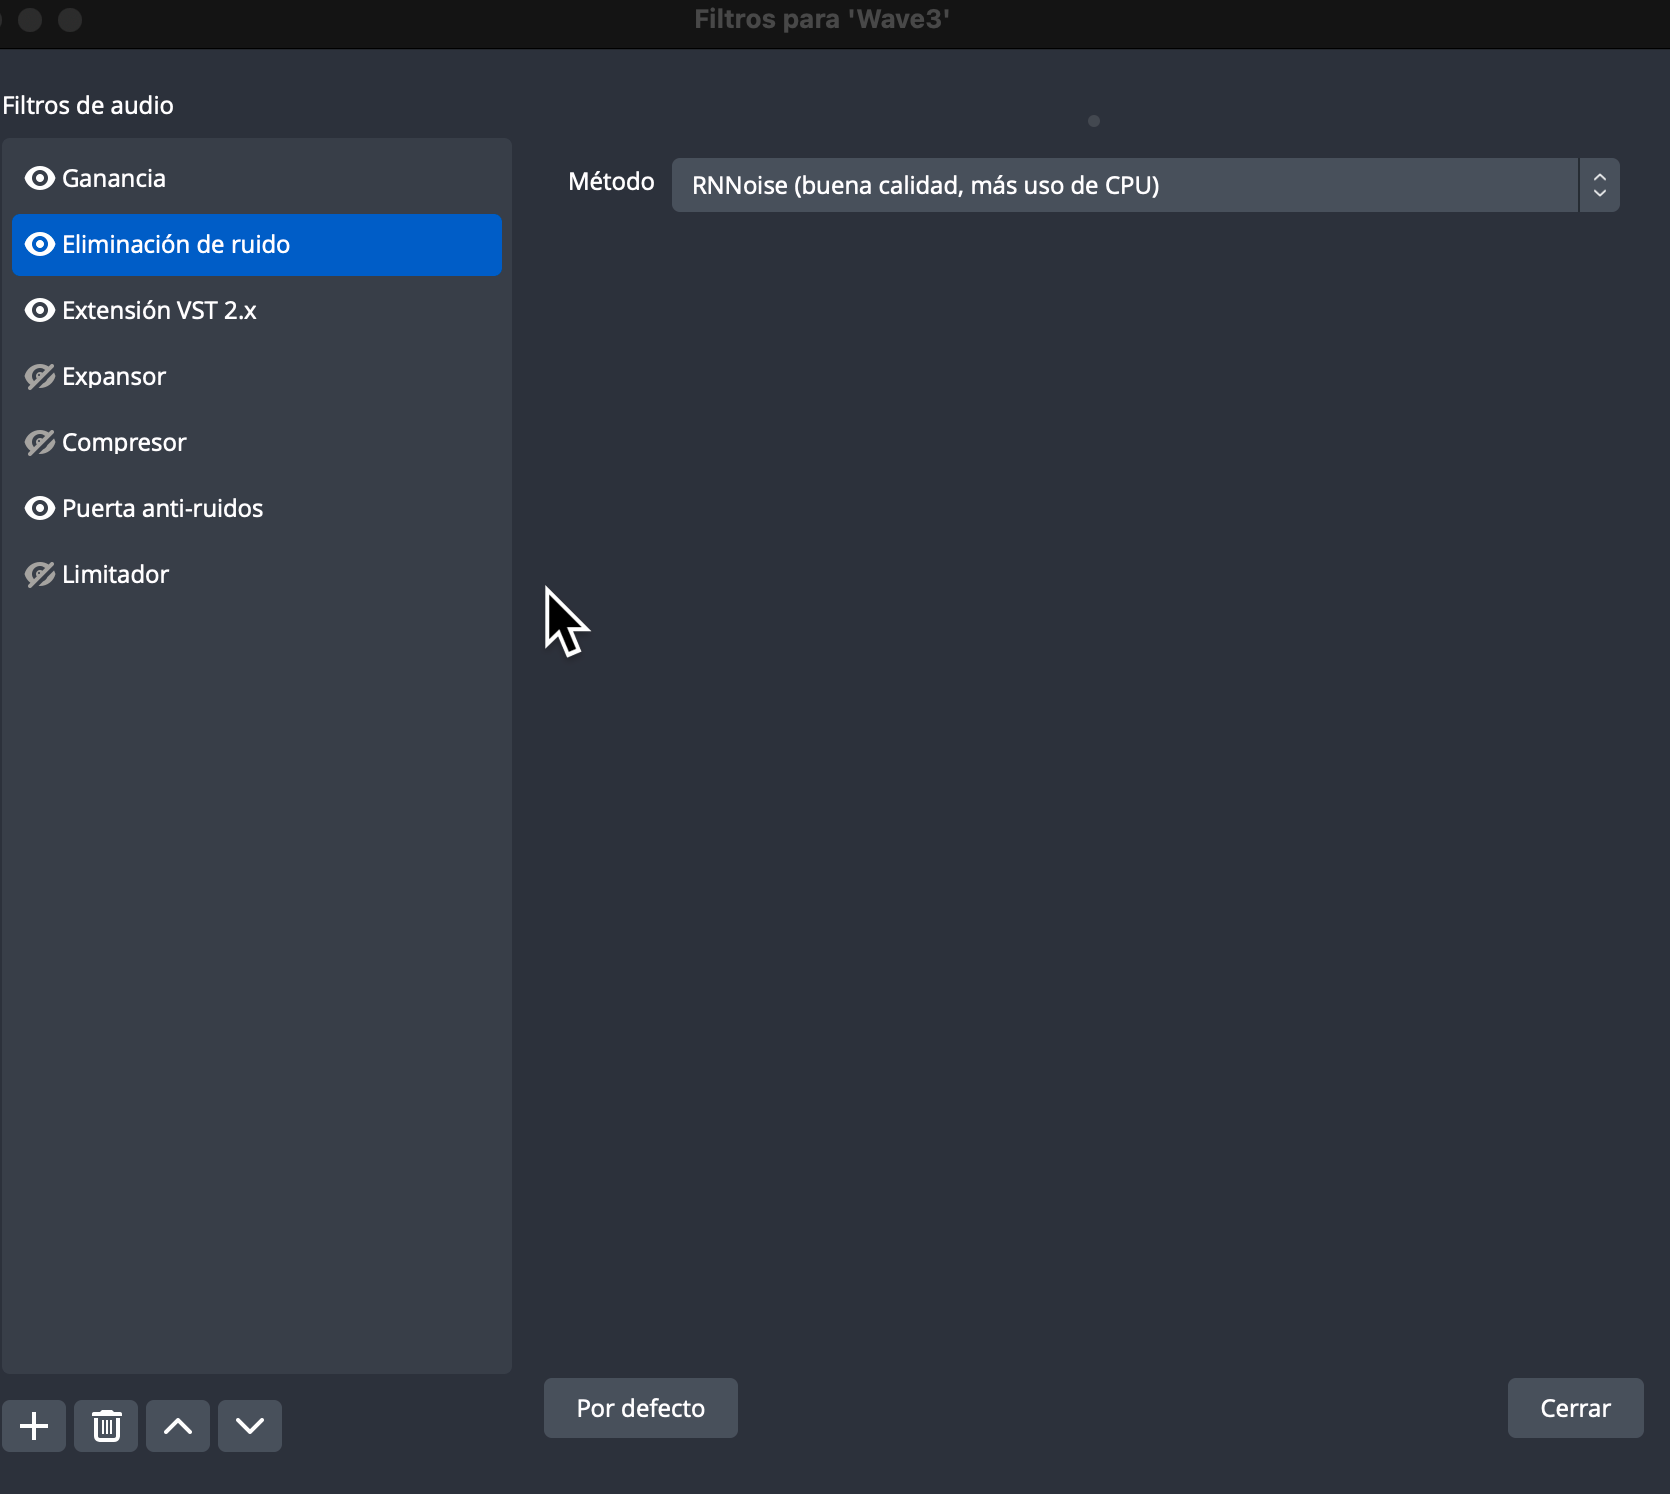 Filtros para 'Wave3'
Filtros de audio
Ganancia
Eliminación de ruido
Extensión VST 2.x
Expansor
Compresor
Puerta anti-ruidos
Limitador
Método
RNNoise (buena calidad, más uso de CPU)
Por defecto
Cerrar